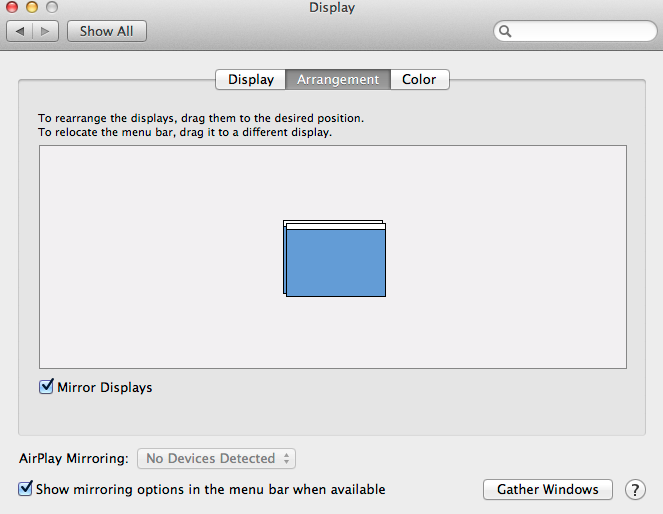 Display
Show All
Display Arrangement Color
To rearrange the displays, drag them to the desired position.
To relocate the menu bar, drag it to a different display.
Mirror Displays
AirPlay Mirroring: No Devices Detected
Show mirroring options in the menu bar when available Gather Windows ?